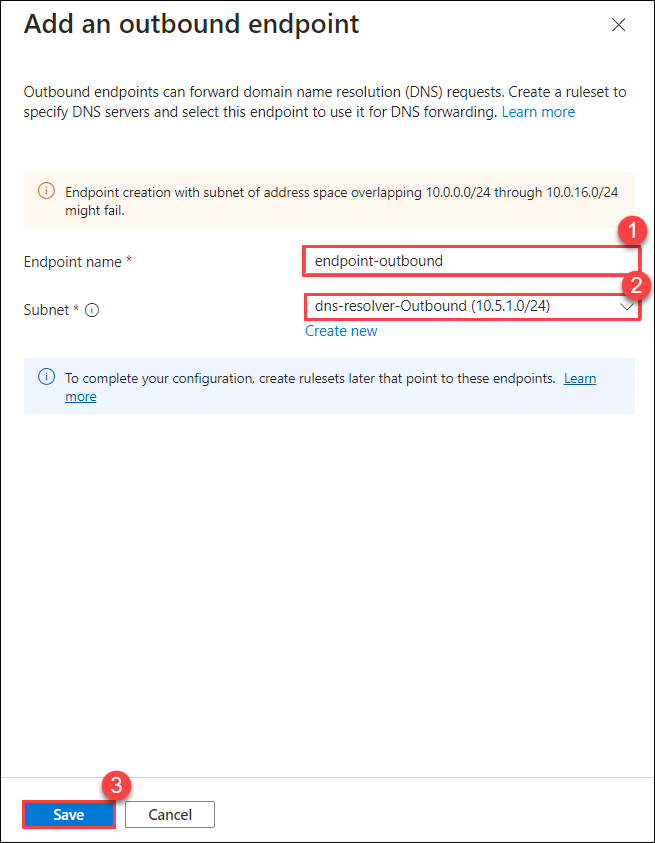 Add an outbound endpoint
Outbound endpoints can forward domain name resolution (DNS) requests. Create a ruleset to
specify DNS servers and select this endpoint to use it for DNS forwarding. Learn more
Endpoint creation with subnet of address space overlapping 10.0.0.0/24 through 10.0.16.0/24
might fail.
1
Endpoint name * endpoint-outbound
2
Subnet * dns-resolver-Outbound (10.5.1.0/24)
Create new
To complete your configuration, create rulesets later that point to these endpoints. Learn
more
3
Save Cancel